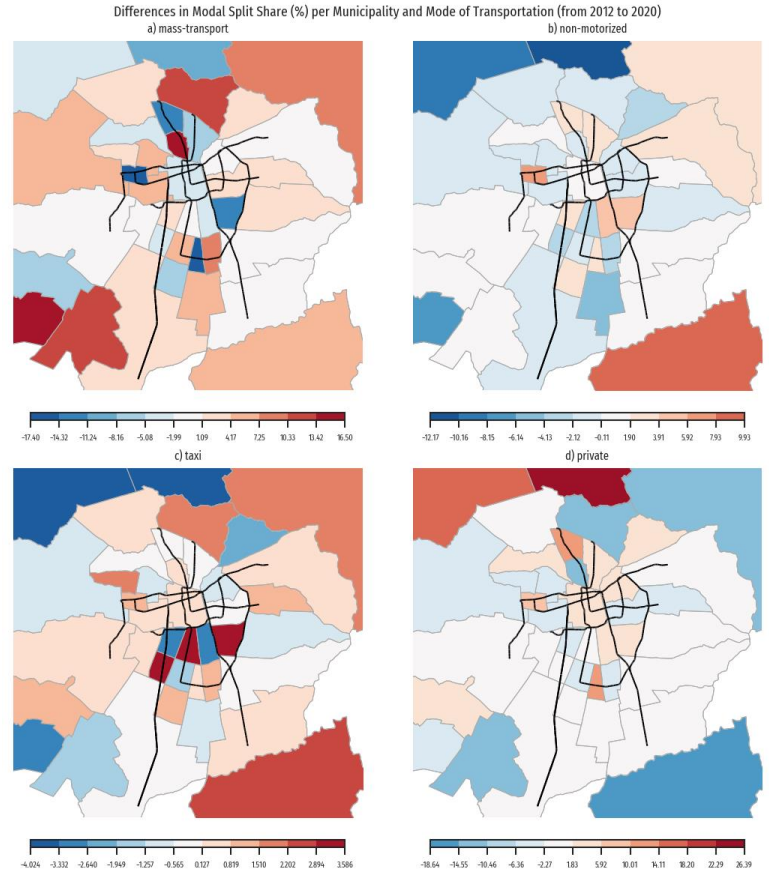 Differences in Modal Split Share (%) per Municipality and Mode of Transportation (from 2012 to 2020)
a) mass-transport
b) non-motorized
-17.40 -14.32 -11.24 -8.16 -5.08 -1.99 1.09 4.17 7.25 10.33 13.42 16.50
-12.17 -10.16 -8.15 -6.14 -4.13 -2.12 -0.11 1.90 3.91 5.92 7.93 9.93
c) taxi
d) private
-4.024 -3.332 -2.640 -1.949 -1.257 -0.565 0.127 0.819 1.510 2.202 2.894 3.586
-18.64 -14.55 -10.46 -6.36 -2.27 1.83 5.92 10.01 14.11 18.20 22.29 26.39